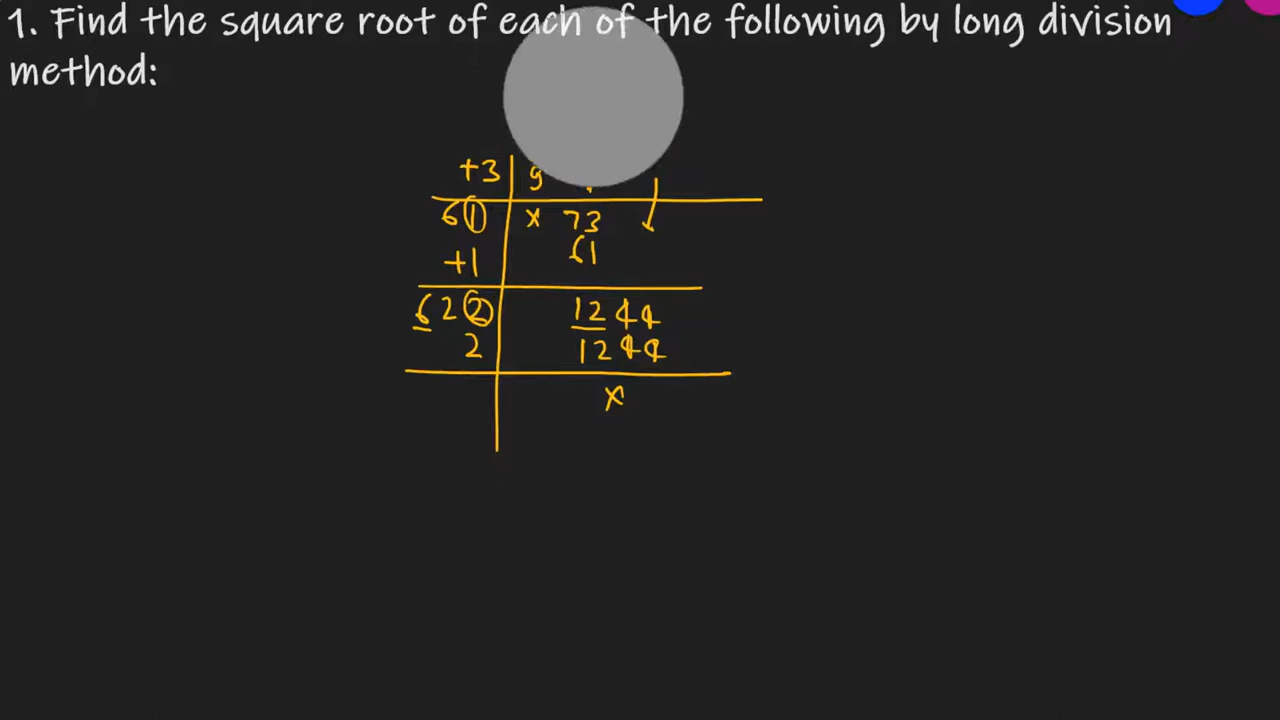 1. Find the square root of each of the following by long division
method:
+3 9
61 x 73
+1 61
622 1244
2 1244
x